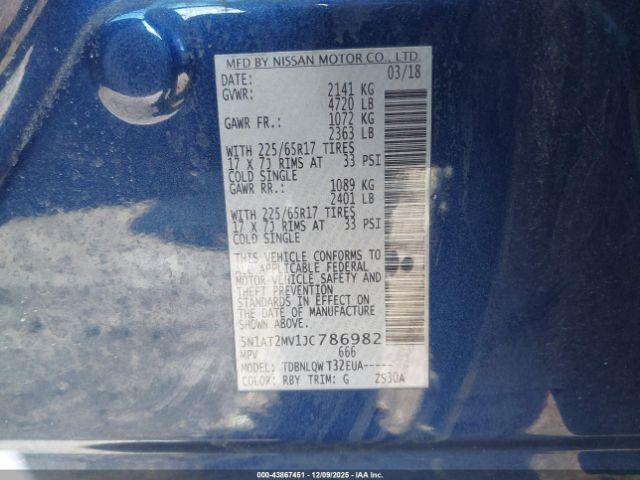 MFD BY NISSAN MOTOR CO., LTD.
DATE: 03/18
GVWR: 2141 KG
4720 LB
GAWR FR.: 1072 KG
2363 LB
WITH 225/65R17 TIRES
17 X 7J RIMS AT 33 PSI
COLD SINGLE
GAWR RR.: 1089 KG
2401 LB
WITH 225/65R17 TIRES
17 X 7J RIMS AT 33 PSI
COLD SINGLE
THIS VEHICLE CONFORMS TO
ALL APPLICABLE FEDERAL
MOTOR VEHICLE SAFETY AND
THEFT PREVENTION
STANDARDS IN EFFECT ON
THE DATE OF MANUFACTURE
SHOWN ABOVE.
5N1AT2MV1JC786982
MPV 666
MODEL: TDBNLQW T32EUA-----
COLOR: RBY TRIM: G ZS30A
000-43867451 - 12/09/2025 - IAA Inc.